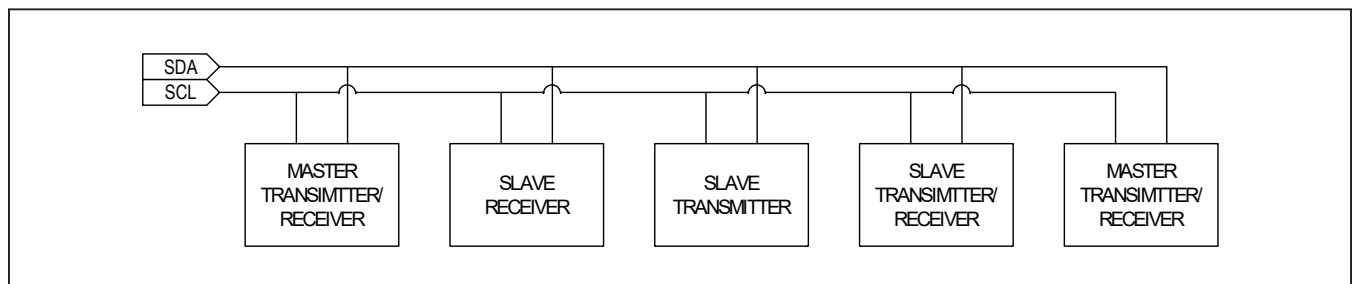 SDA
SCL
MASTER
TRANSIMTTER/
RECEIVER
SLAVE
RECEIVER
SLAVE
TRANSMITTER
SLAVE
TRANSIMTTER/
RECEIVER
MASTER
TRANSIMTTER/
RECEIVER